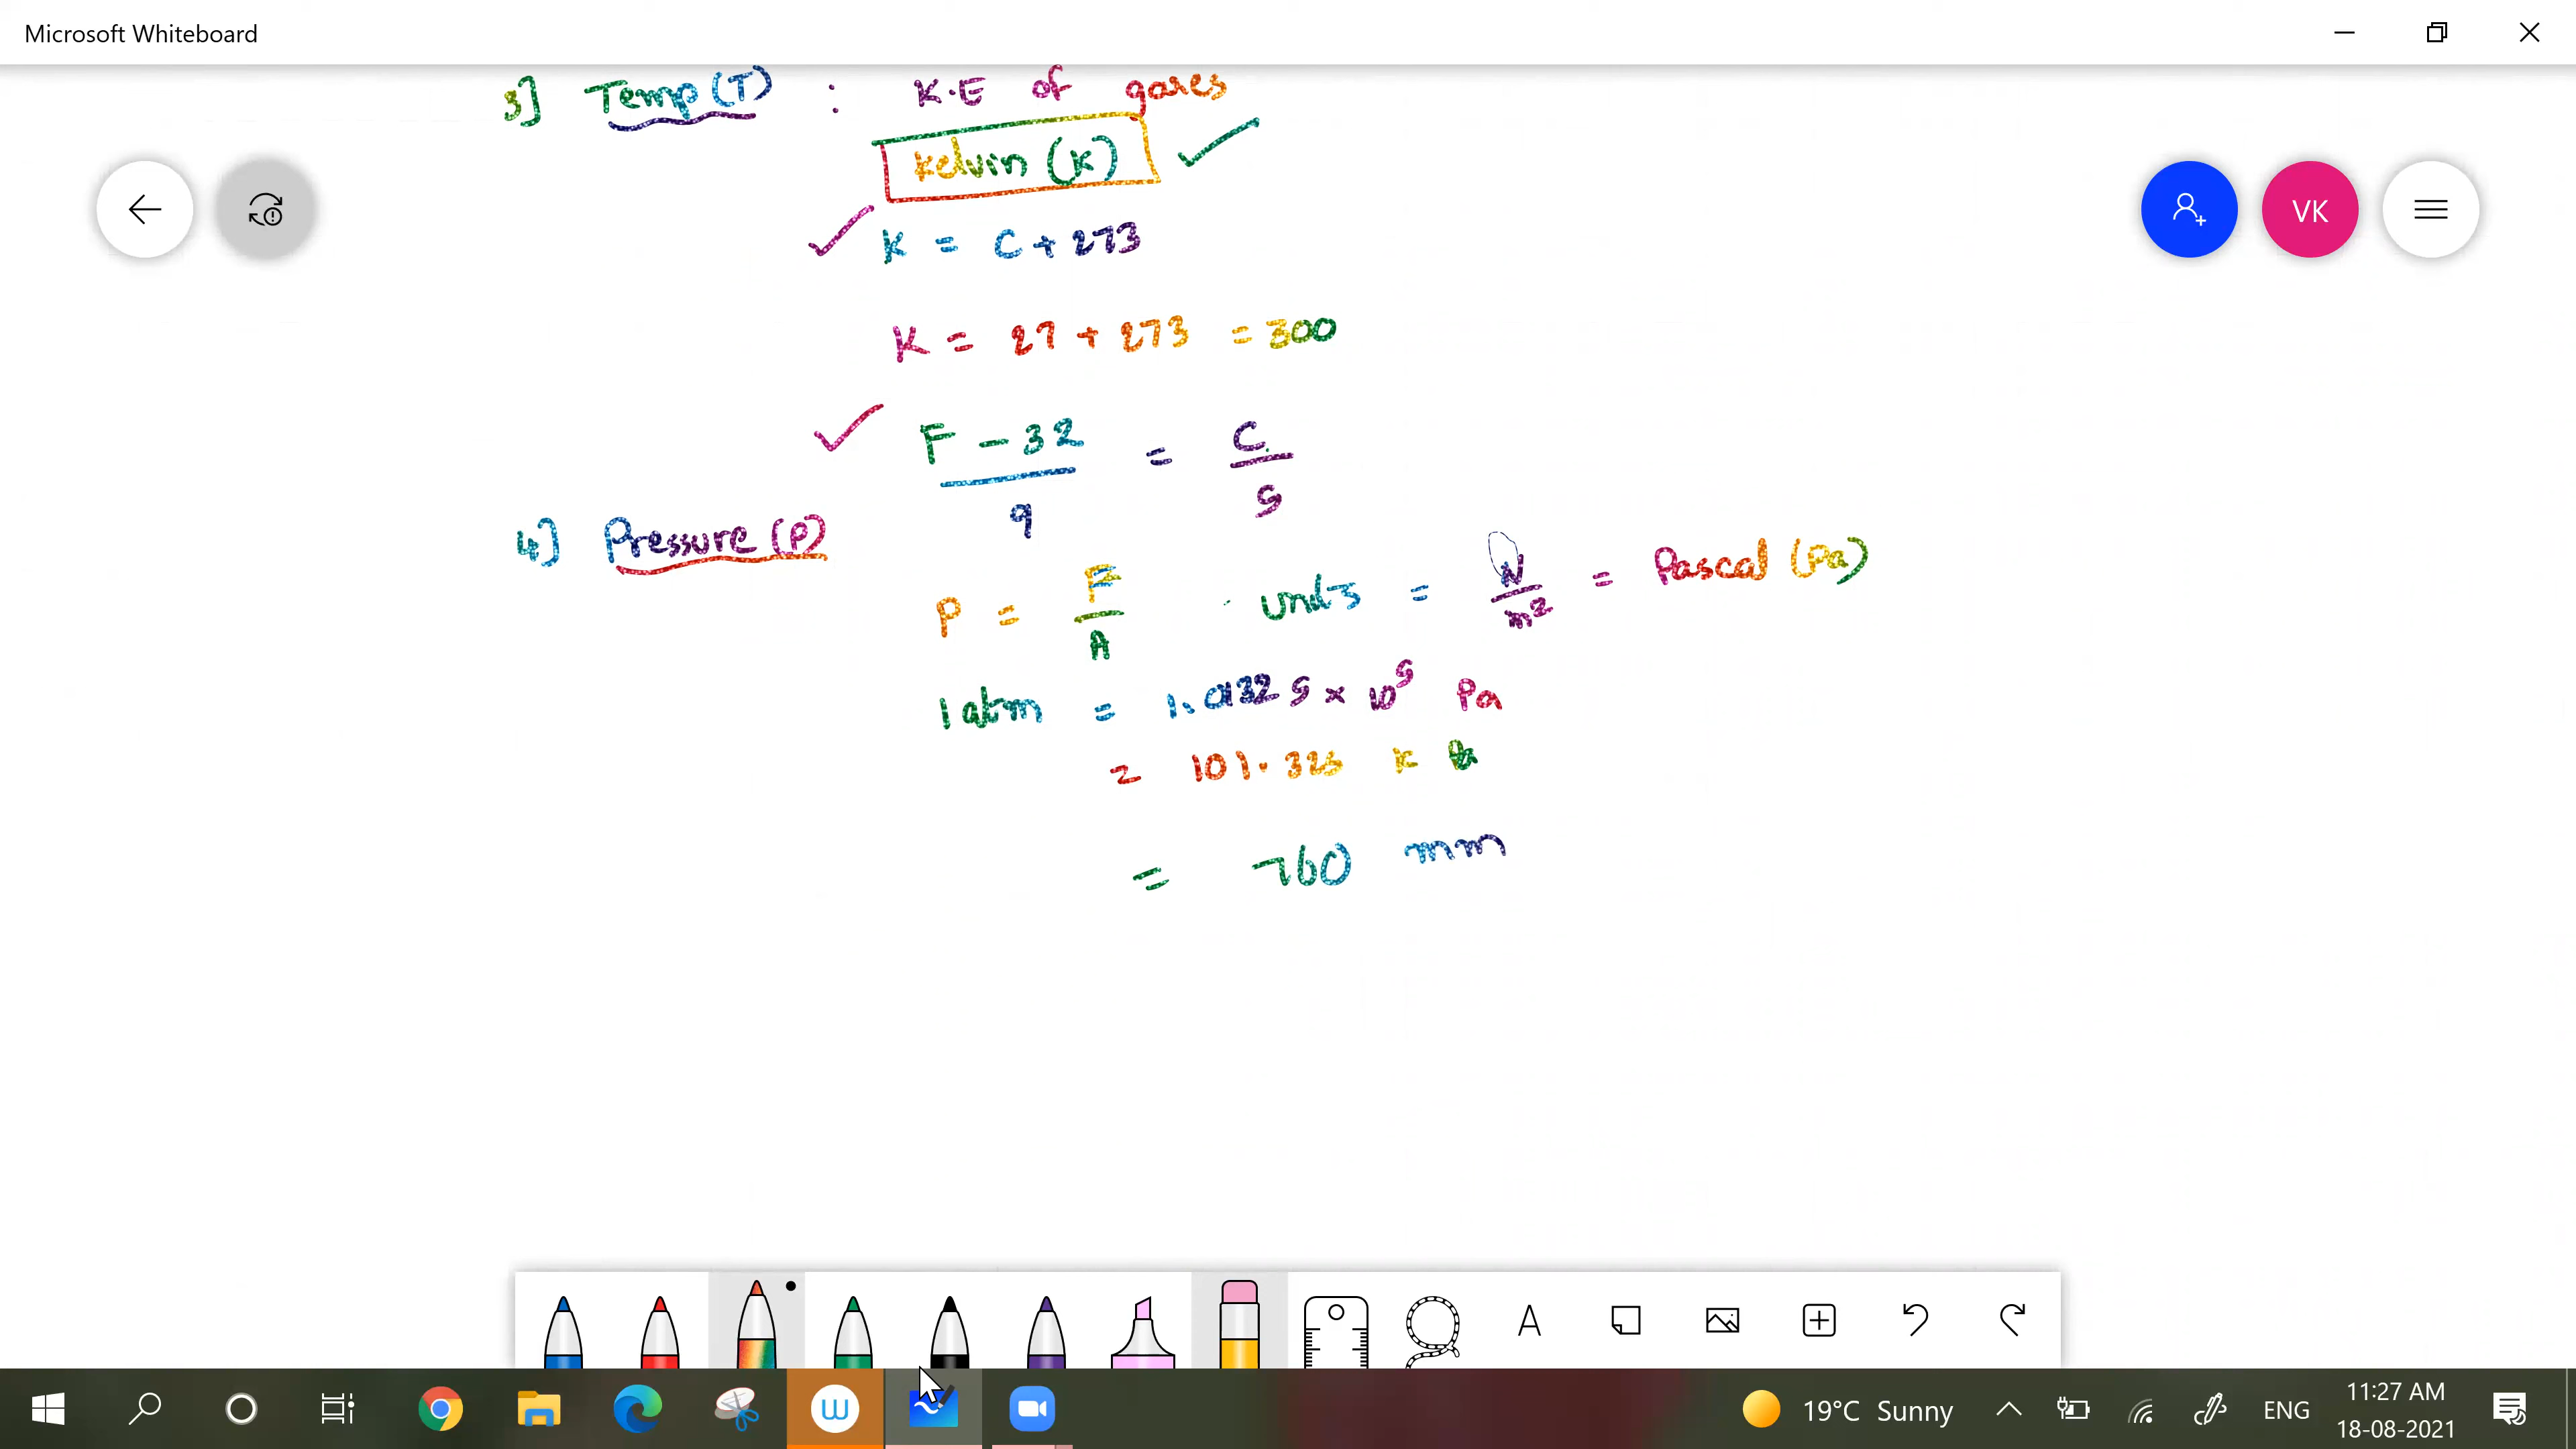 Microsoft Whiteboard
3] Temp(T) : K.E of gases
Kelvin (K)
VK
K = C + 273
K = 27 + 273 = 300
F - 32 / 9 = C / 5
4] Pressure (P)
P = F / A units = N / m² = Pascal (Pa)
1 atm = 1.01325 × 10⁵ Pa
= 101.325 K Pa
= 760 mm
A
W
19°C Sunny
ENG
11:27 AM
18-08-2021